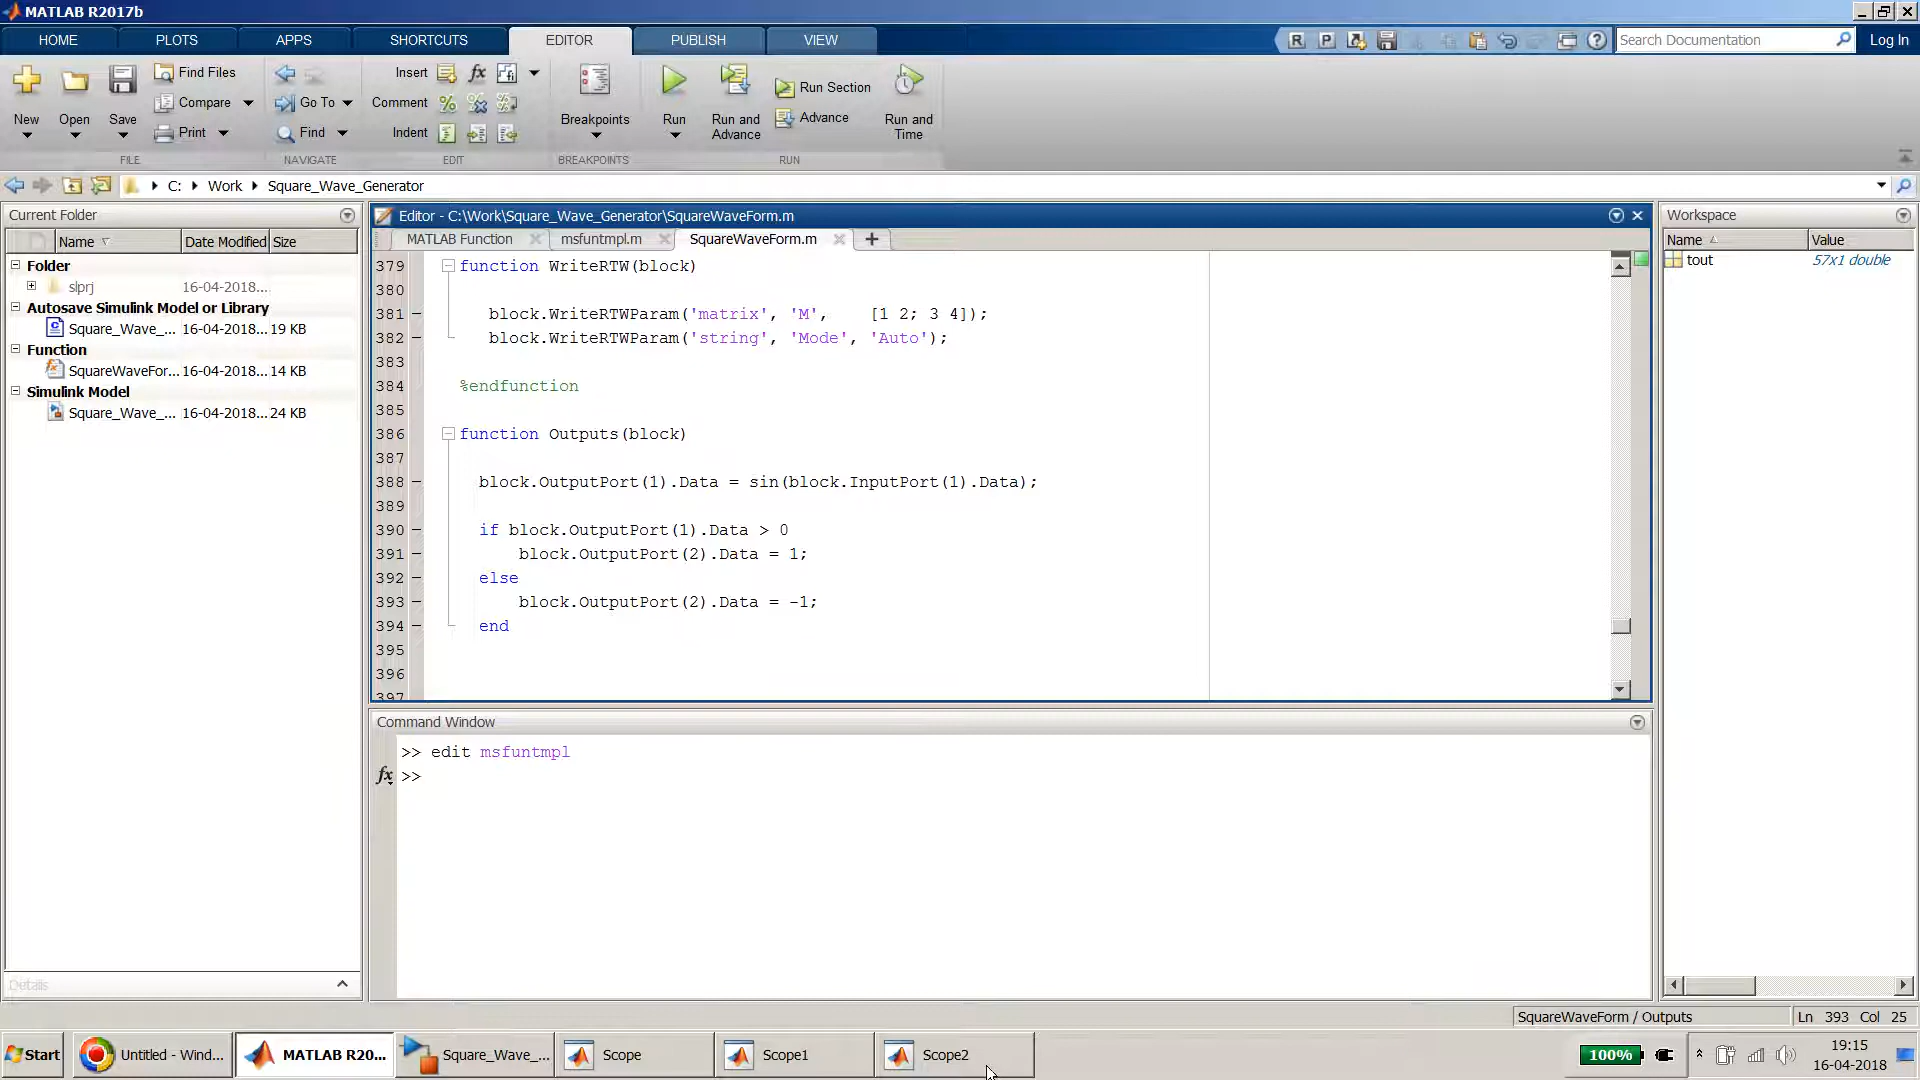 MATLAB R2017b
HOME PLOTS APPS SHORTCUTS EDITOR PUBLISH VIEW Search Documentation Log In
New Open Save Find Files Compare Print
FILE
Go To Find
NAVIGATE
Insert fx
Comment
Indent
EDIT
Breakpoints
BREAKPOINTS
Run Run and Advance Run Section Advance Run and Time
RUN
C: Work Square_Wave_Generator
Current Folder
Name Date Modified Size
Folder
slprj 16-04-2018...
Autosave Simulink Model or Library
Square_Wave_... 16-04-2018... 19 KB
Function
SquareWaveFor... 16-04-2018... 14 KB
Simulink Model
Square_Wave_... 16-04-2018... 24 KB
Details
Editor - C:\Work\Square_Wave_Generator\SquareWaveForm.m
MATLAB Function msfuntmpl.m SquareWaveForm.m
379 function WriteRTW(block)
380
381 block.WriteRTWParam('matrix', 'M', [1 2; 3 4]);
382 block.WriteRTWParam('string', 'Mode', 'Auto');
383
384 %endfunction
385
386 function Outputs(block)
387
388 block.OutputPort(1).Data = sin(block.InputPort(1).Data);
389
390 if block.OutputPort(1).Data > 0
391 block.OutputPort(2).Data = 1;
392 else
393 block.OutputPort(2).Data = -1;
394 end
395
396
397
Command Window
>> edit msfuntmpl
fx >>
Workspace
Name Value
tout 57x1 double
SquareWaveForm / Outputs Ln 393 Col 25
Start Untitled - Wind... MATLAB R20... Square_Wave_... Scope Scope1 Scope2 100% 19:15
16-04-2018